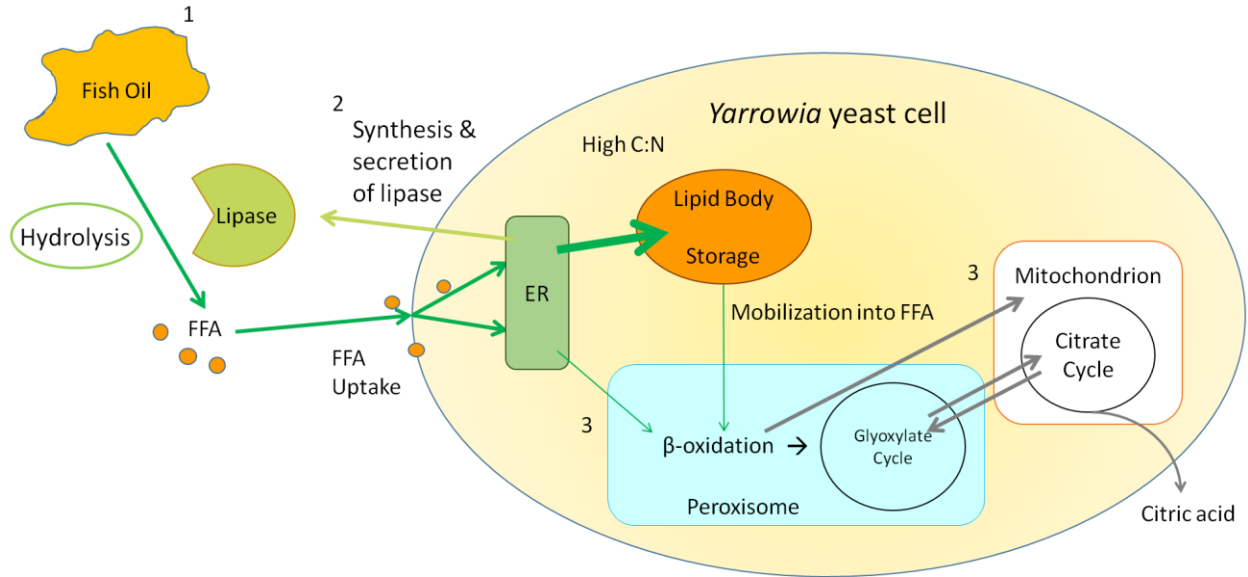 1
Fish Oil
2
Synthesis &
secretion
of lipase
Lipase
Hydrolysis
FFA
FFA
Uptake
Yarrowia yeast cell
High C:N
Lipid Body
Storage
ER
Mobilization into FFA
3
Mitochondrion
Citrate
Cycle
3
β-oxidation →
Glyoxylate
Cycle
Peroxisome
Citric acid